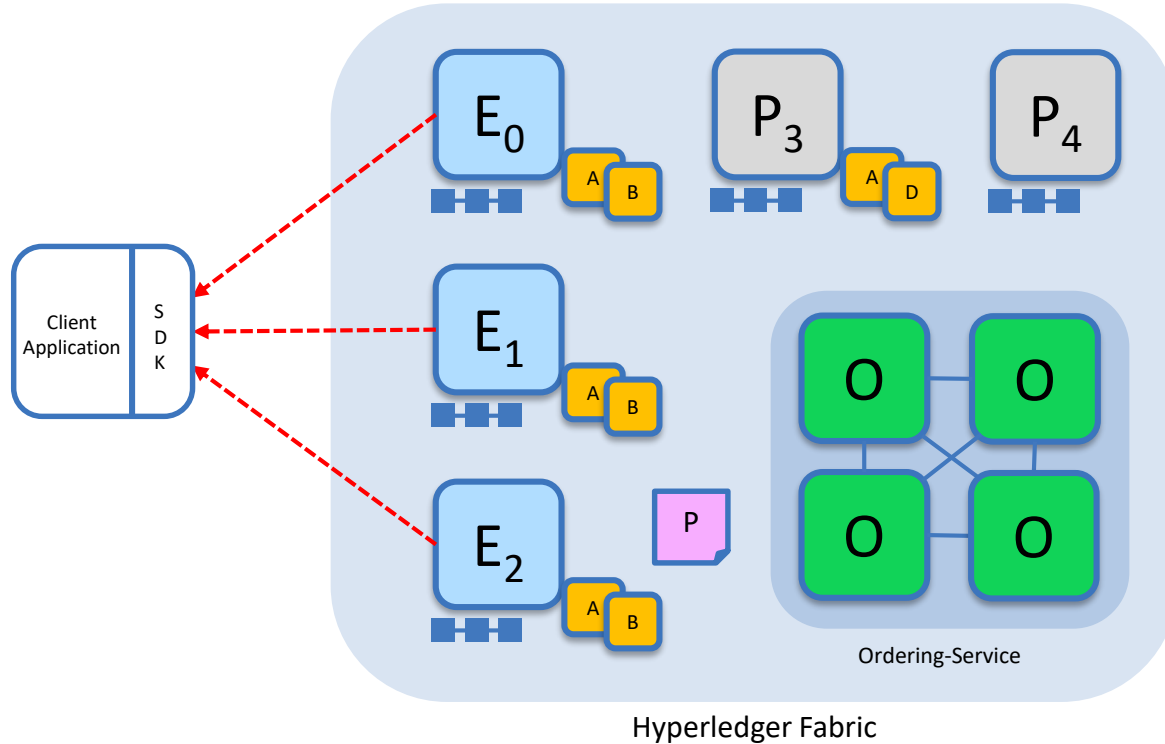 E0
A
B
P3
A
D
P4
Client
Application
S
D
K
E1
A
B
O
O
O
O
E2
A
B
P
Ordering-Service
Hyperledger Fabric